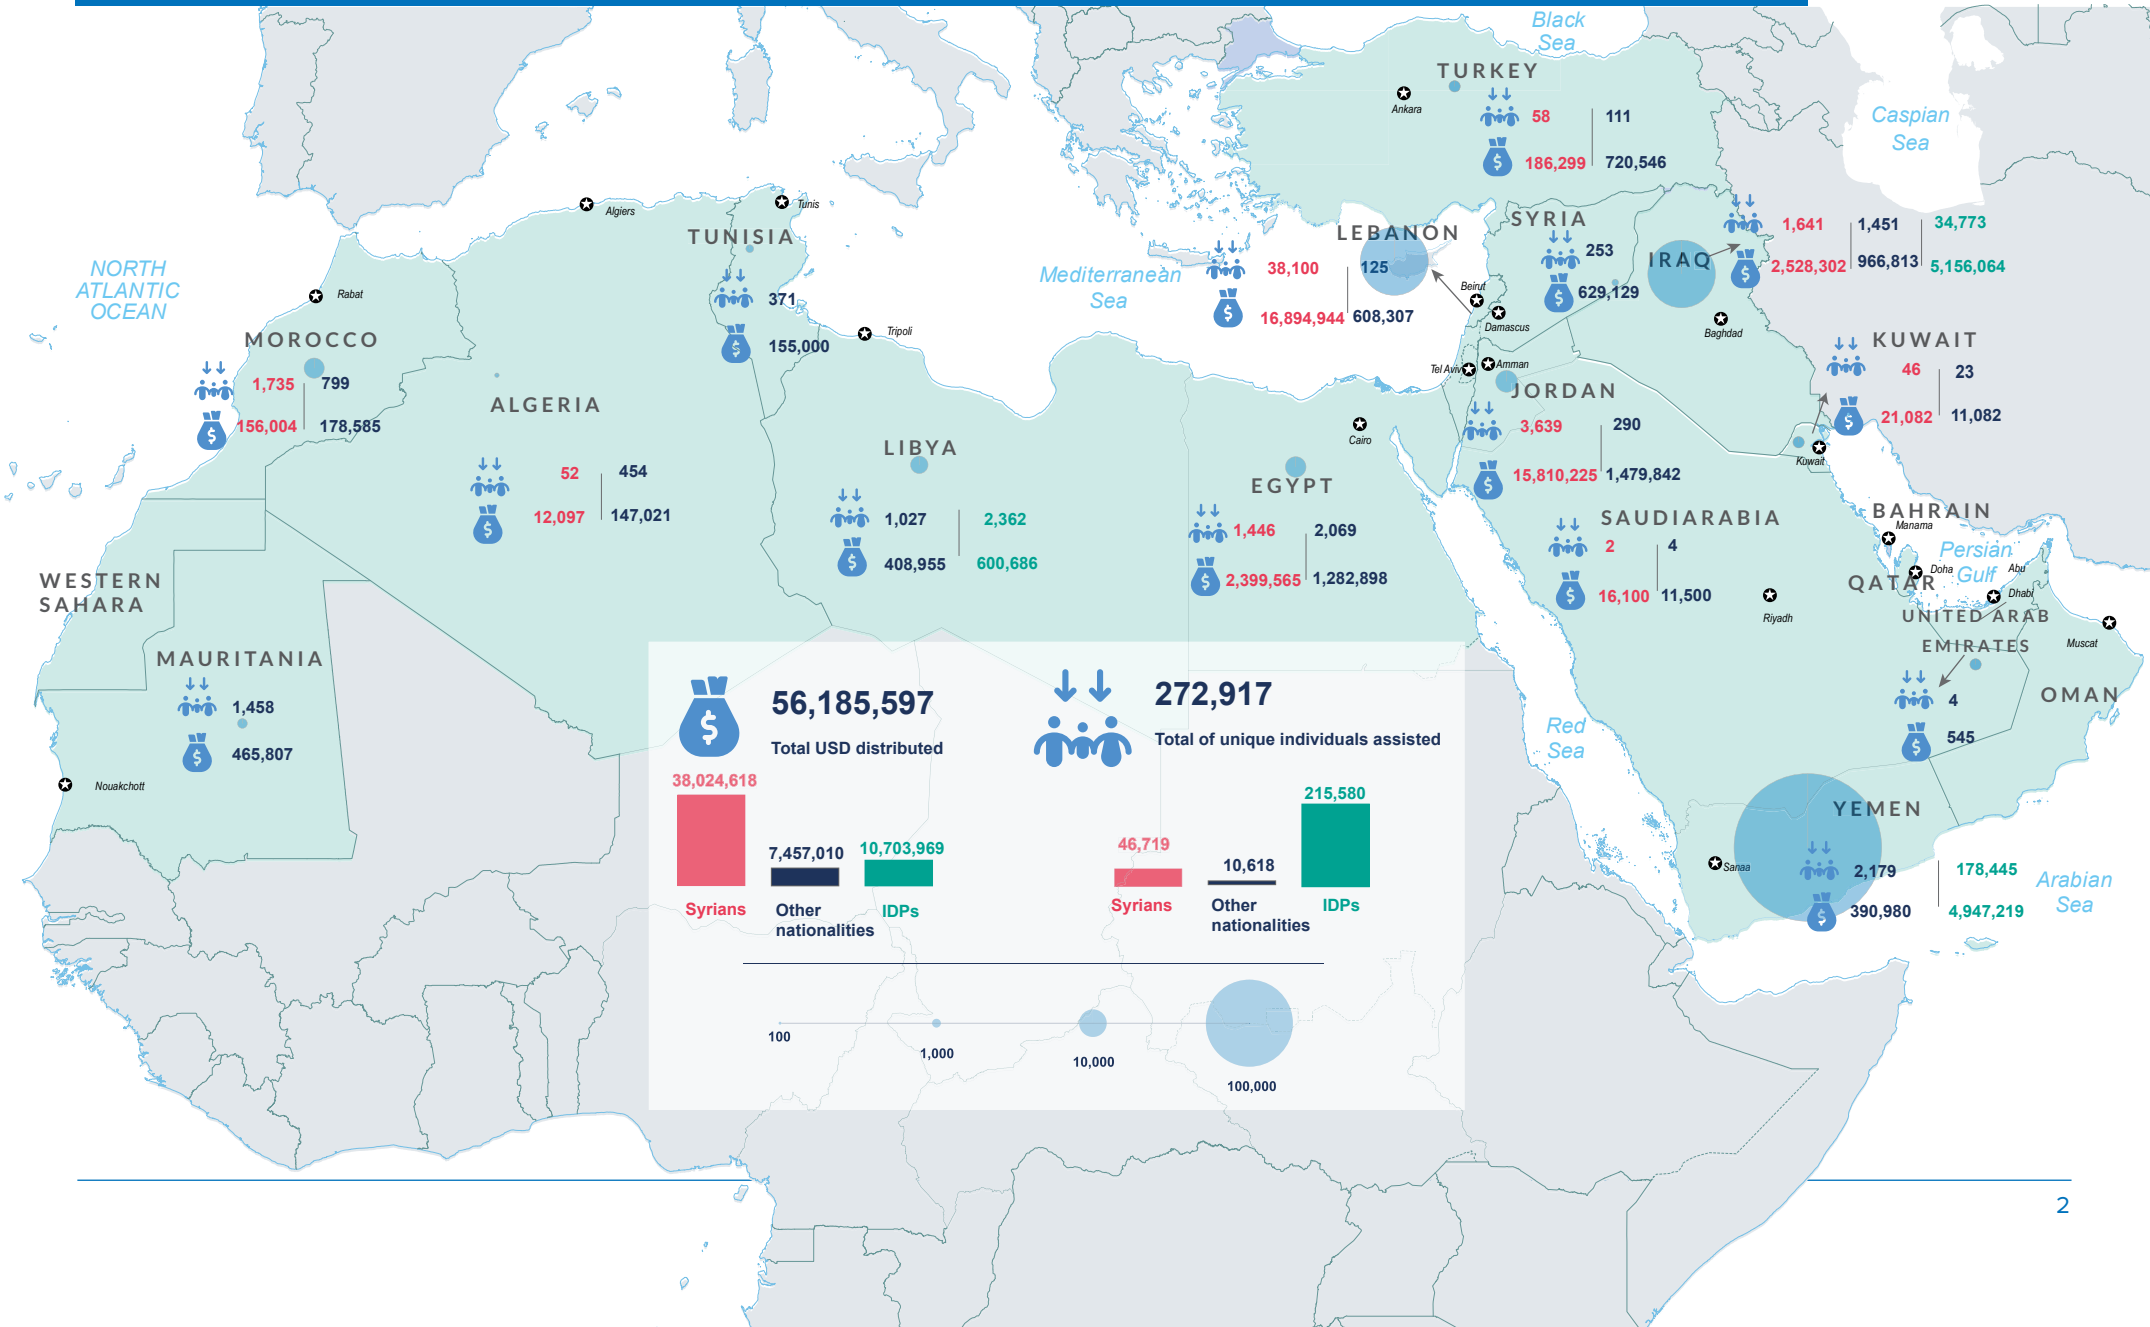 Black
Sea
TURKEY
Ankara
58
111
186,299
720,546
Caspian
Sea
Algiers
Tunis
TUNISIA
371
155,000
NORTH
ATLANTIC
OCEAN
Rabat
MOROCCO
1,735
799
156,004
178,585
Mediterranean
Sea
LEBANON
38,100
125
16,894,944
608,307
Beirut
SYRIA
253
629,129
Damascus
IRAQ
1,641
1,451
34,773
2,528,302
966,813
5,156,064
Baghdad
Tripoli
ALGERIA
52
454
12,097
147,021
LIBYA
1,027
2,362
408,955
600,686
Cairo
EGYPT
1,446
2,069
2,399,565
1,282,898
Tel Aviv
Amman
JORDAN
3,639
290
15,810,225
1,479,842
KUWAIT
46
23
21,082
11,082
Kuwait
SAUDIARABIA
2
4
16,100
11,500
Riyadh
BAHRAIN
Manama
Persian
Gulf
QATAR
Doha
Abu
Dhabi
UNITED ARAB
EMIRATES
4
545
Muscat
OMAN
WESTERN
SAHARA
MAURITANIA
1,458
465,807
Nouakchott
Red
Sea
YEMEN
Sanaa
2,179
178,445
390,980
4,947,219
Arabian
Sea
56,185,597
Total USD distributed
38,024,618
7,457,010
10,703,969
Syrians
Other
nationalities
IDPs
272,917
Total of unique individuals assisted
46,719
10,618
215,580
Syrians
Other
nationalities
IDPs
100
1,000
10,000
100,000
2